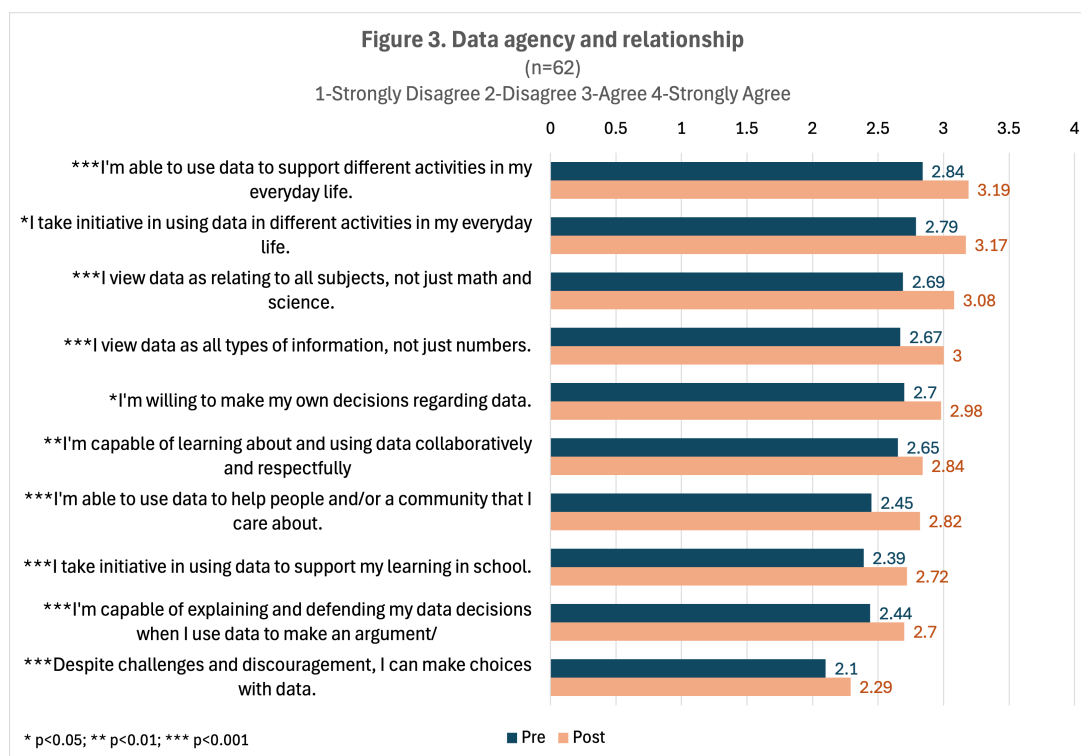 Figure 3. Data agency and relationship
(n=62)
1-Strongly Disagree 2-Disagree 3-Agree 4-Strongly Agree
0 0.5 1 1.5 2 2.5 3 3.5 4
***I'm able to use data to support different activities in my
everyday life.
2.84
3.19
*I take initiative in using data in different activities in my everyday
life.
2.79
3.17
***I view data as relating to all subjects, not just math and
science.
2.69
3.08
***I view data as all types of information, not just numbers.
2.67
3
*I'm willing to make my own decisions regarding data.
2.7
2.98
**I'm capable of learning about and using data collaboratively
and respectfully
2.65
2.84
***I'm able to use data to help people and/or a community that I
care about.
2.45
2.82
***I take initiative in using data to support my learning in school.
2.39
2.72
***I'm capable of explaining and defending my data decisions
when I use data to make an argument/
2.44
2.7
***Despite challenges and discouragement, I can make choices
with data.
2.1
2.29
* p<0.05; ** p<0.01; *** p<0.001
Pre Post